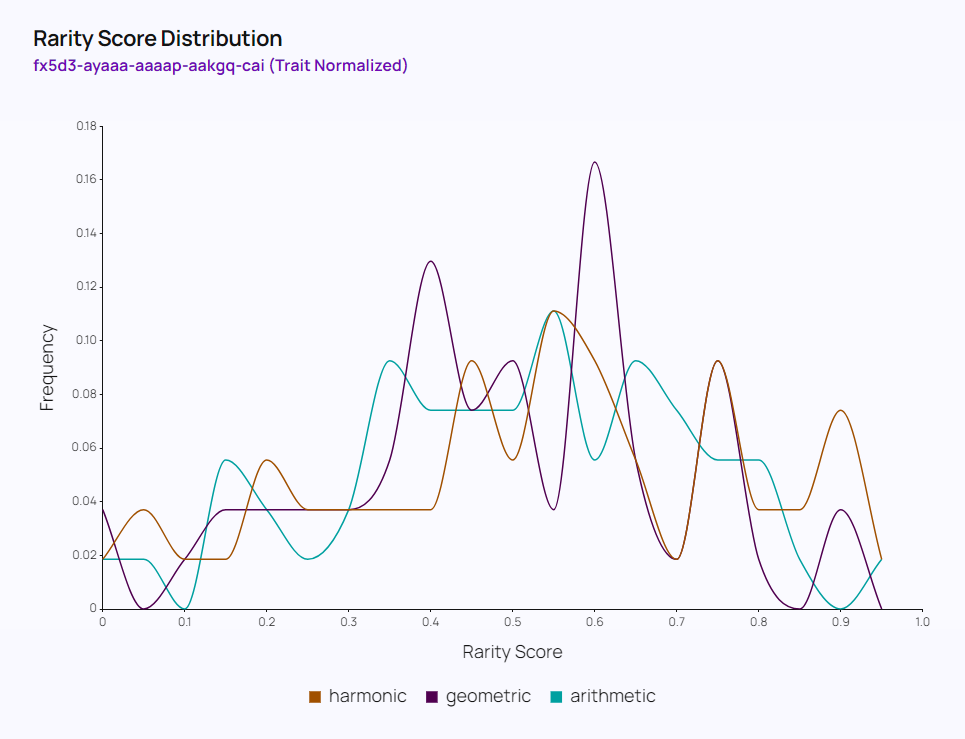 Rarity Score Distribution
fx5d3-ayaaa-aaaap-aakgq-cai (Trait Normalized)
0.18
0.16
0.14
0.12
0.10
0.08
0.06
0.04
0.02
0
Frequency
0 0.1 0.2 0.3 0.4 0.5 0.6 0.7 0.8 0.9 1.0
Rarity Score
harmonic geometric arithmetic